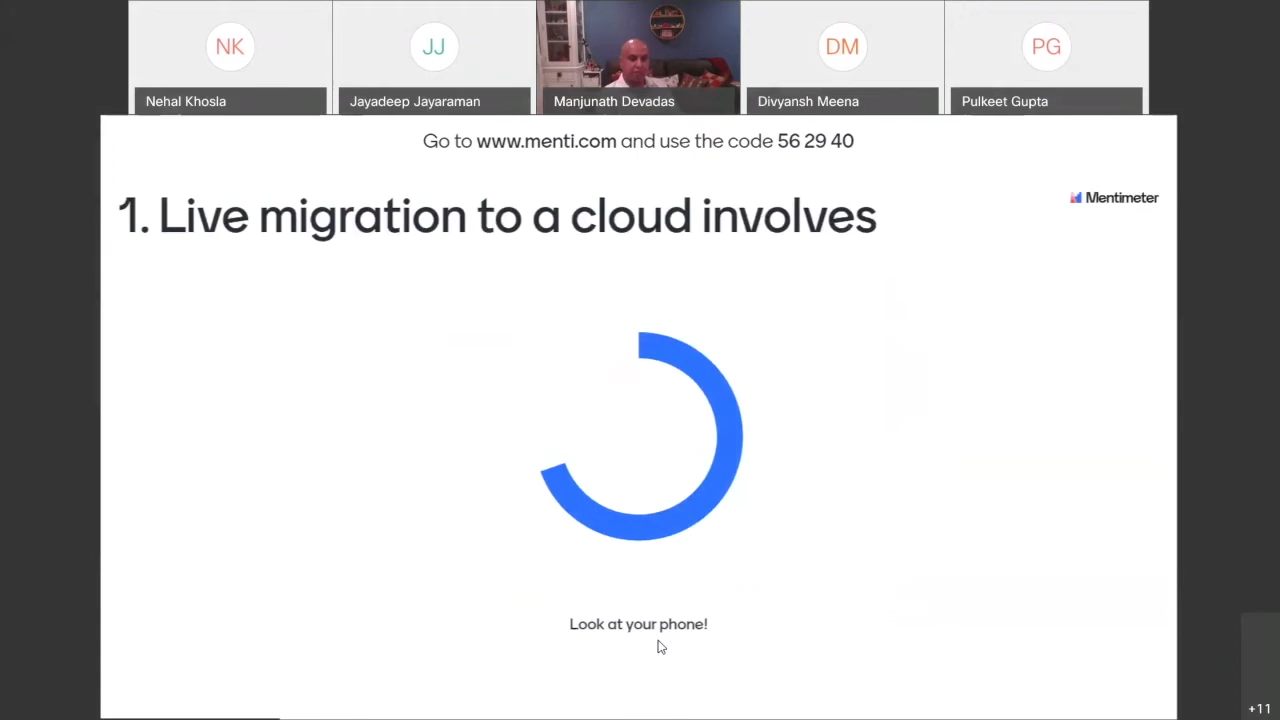 NK
JJ
DM
PG
Nehal Khosla
Jayadeep Jayaraman
Manjunath Devadas
Divyansh Meena
Pulkeet Gupta
Go to www.menti.com and use the code 56 29 40
Mentimeter
1. Live migration to a cloud involves
Look at your phone!
+11